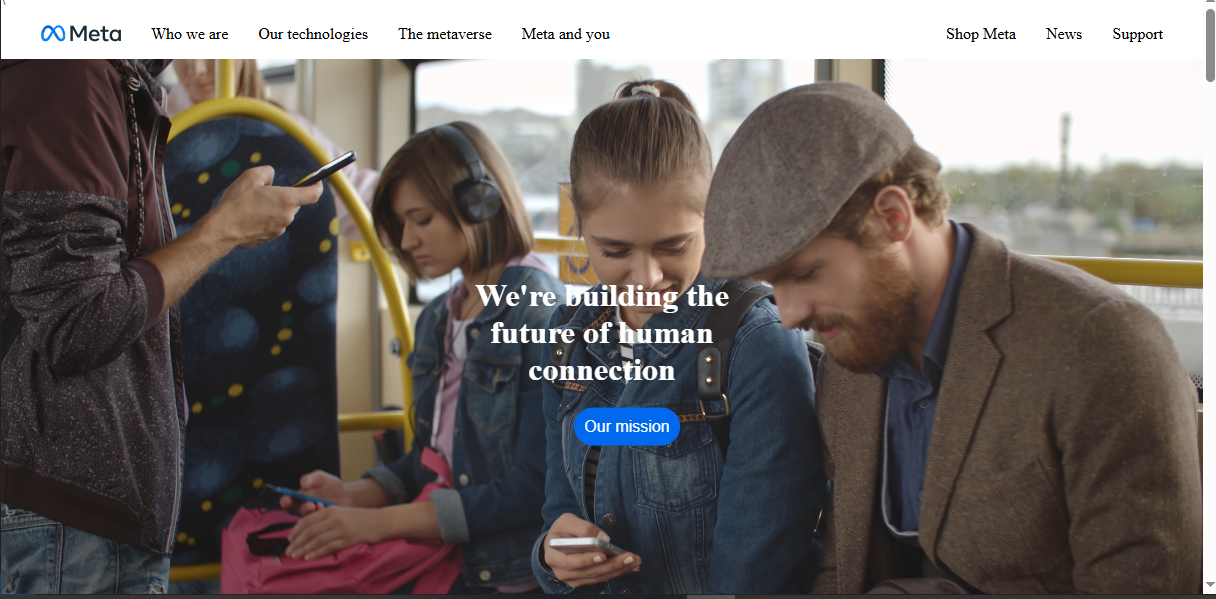 Meta Who we are Our technologies The metaverse Meta and you Shop Meta News Support
We're building the
future of human
connection
Our mission